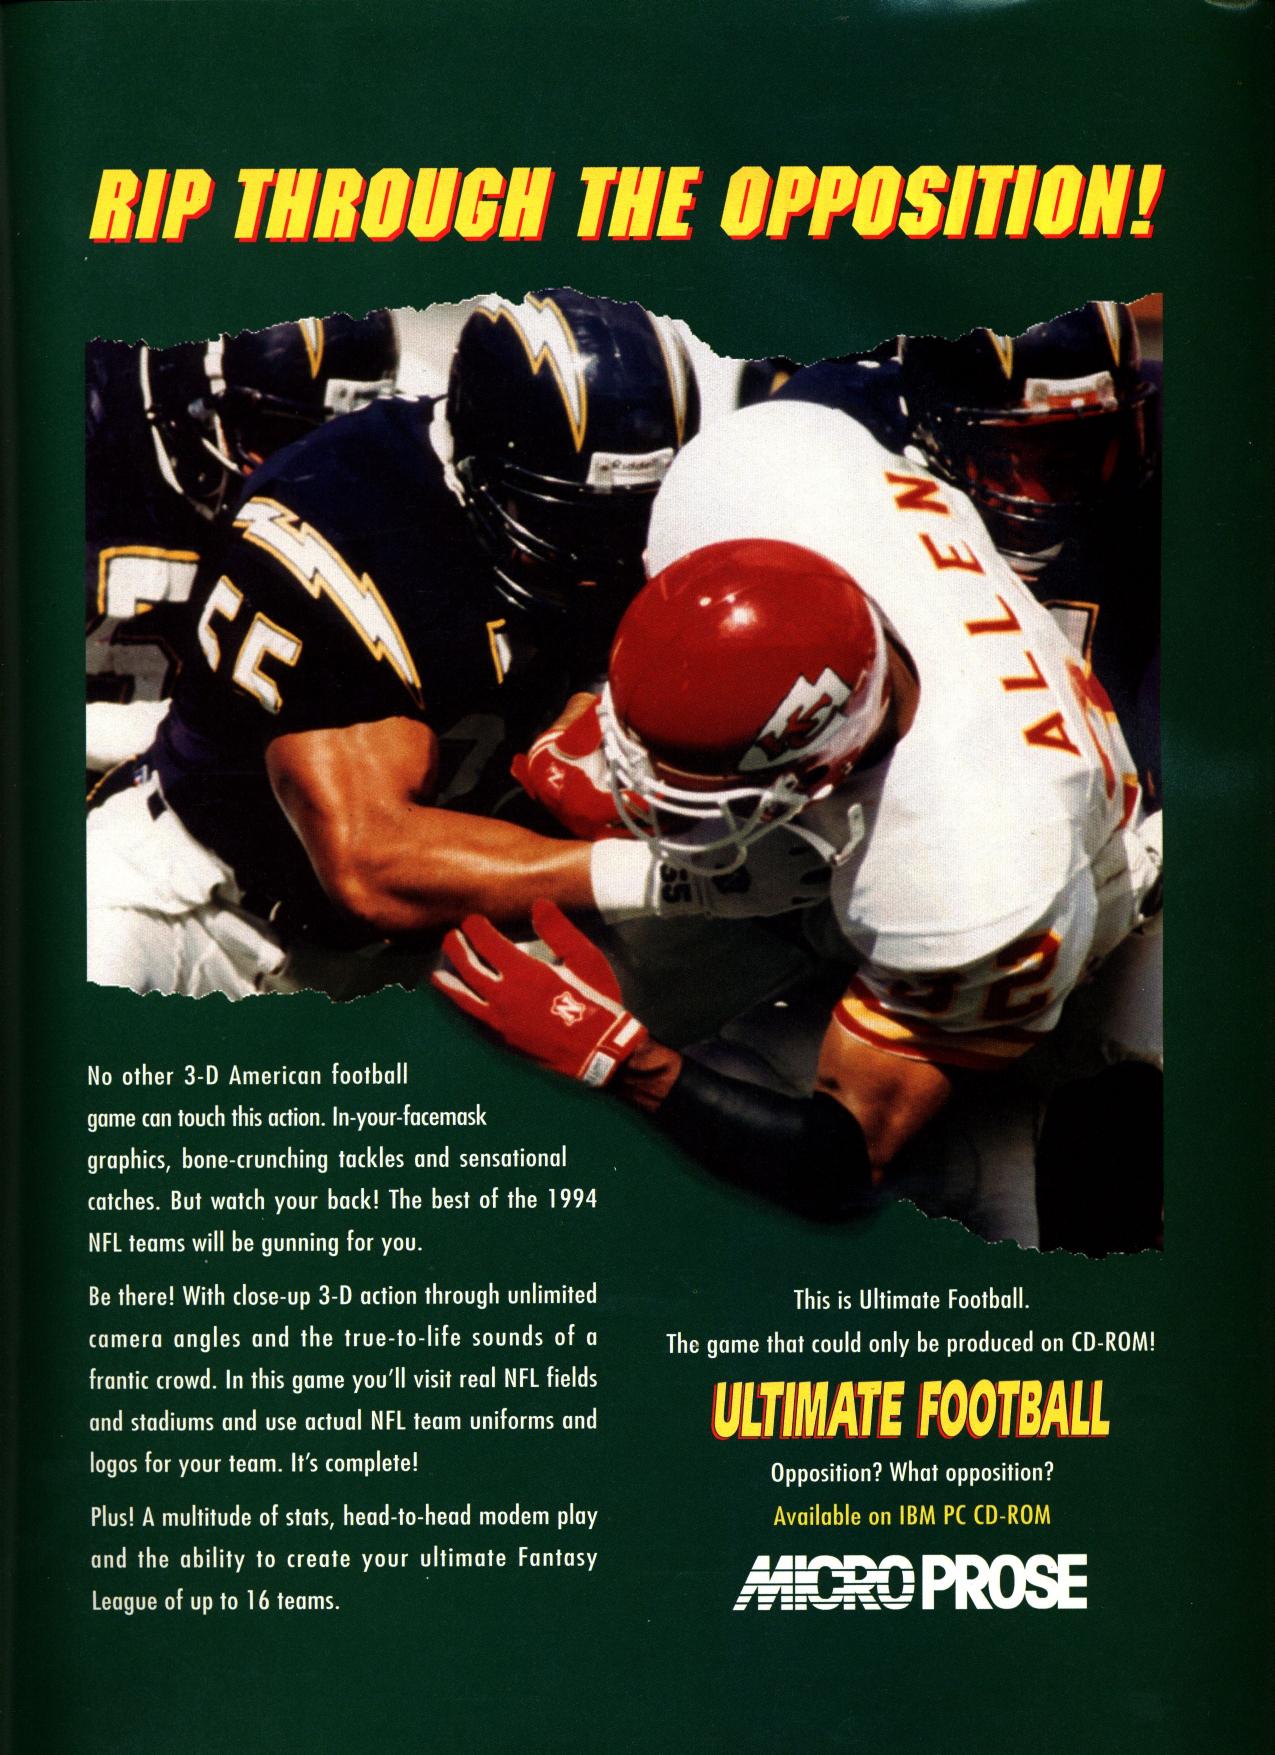 RIP THROUGH THE OPPOSITION!
Riddell
ALLEN
55
55
32
No other 3-D American football
game can touch this action. In-your-facemask
graphics, bone-crunching tackles and sensational
catches. But watch your back! The best of the 1994
NFL teams will be gunning for you.
Be there! With close-up 3-D action through unlimited
camera angles and the true-to-life sounds of a
frantic crowd. In this game you'll visit real NFL fields
and stadiums and use actual NFL team uniforms and
logos for your team. It's complete!
Plus! A multitude of stats, head-to-head modem play
and the ability to create your ultimate Fantasy
League of up to 16 teams.
This is Ultimate Football.
The game that could only be produced on CD-ROM!
ULTIMATE FOOTBALL
Opposition? What opposition?
Available on IBM PC CD-ROM
MICROPROSE